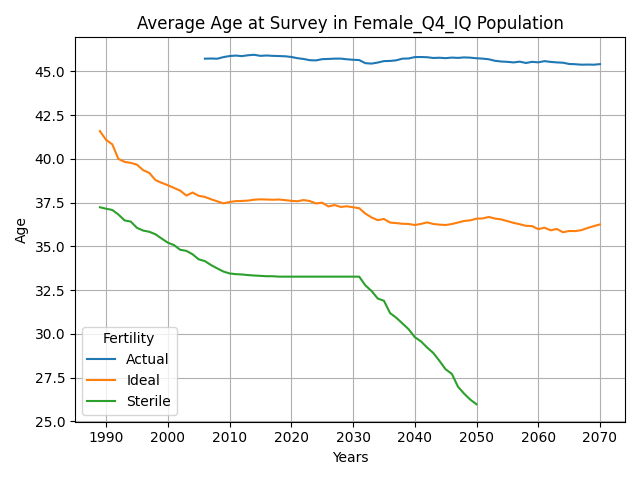 Average Age at Survey in Female_Q4_IQ Population
45.0
42.5
40.0
37.5
35.0
32.5
30.0
27.5
25.0
Age
Fertility
Actual
Ideal
Sterile
1990 2000 2010 2020 2030 2040 2050 2060 2070
Years